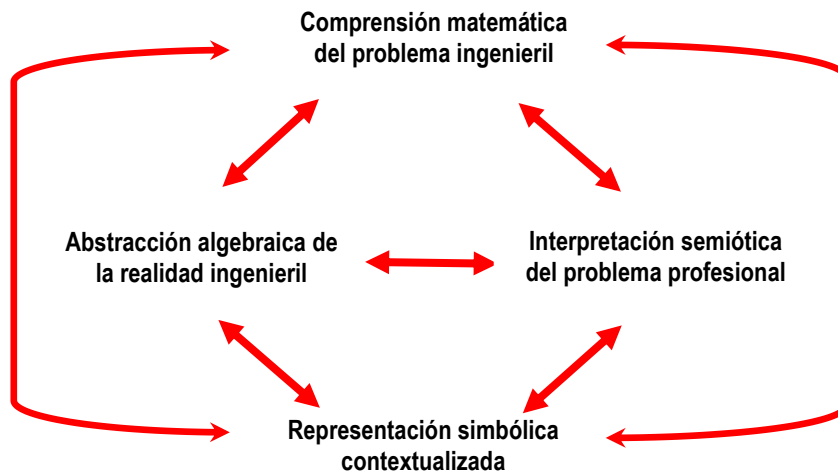 Comprensión matemática
del problema ingenieril
Abstracción algebraica de
la realidad ingenieril
Interpretación semiótica
del problema profesional
Representación simbólica
contextualizada